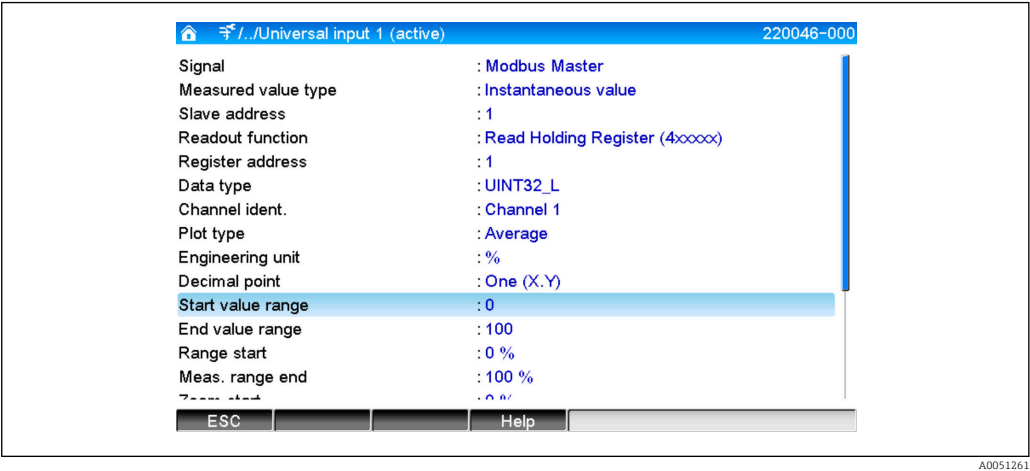 /../Universal input 1 (active) 220046-000
Signal : Modbus Master
Measured value type : Instantaneous value
Slave address : 1
Readout function : Read Holding Register (4xxxxx)
Register address : 1
Data type : UINT32_L
Channel ident. : Channel 1
Plot type : Average
Engineering unit : %
Decimal point : One (X.Y)
Start value range : 0
End value range : 100
Range start : 0 %
Meas. range end : 100 %
ESC Help
A0051261